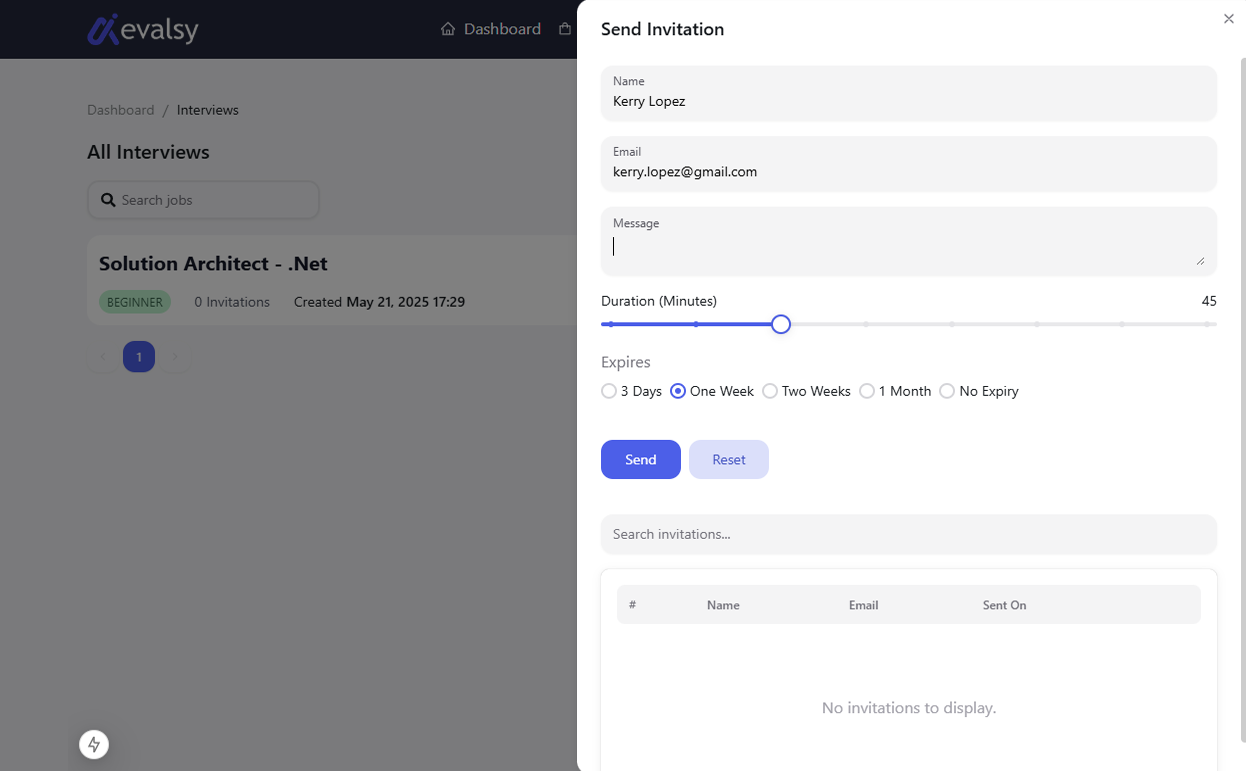 evalsy
Dashboard
Dashboard / Interviews
All Interviews
Search jobs
Solution Architect - .Net
BEGINNER 0 Invitations Created May 21, 2025 17:29
< 1 >
Send Invitation
Name
Kerry Lopez
Email
kerry.lopez@gmail.com
Message
Duration (Minutes) 45
Expires
3 Days One Week Two Weeks 1 Month No Expiry
Send Reset
Search invitations...
# Name Email Sent On
No invitations to display.